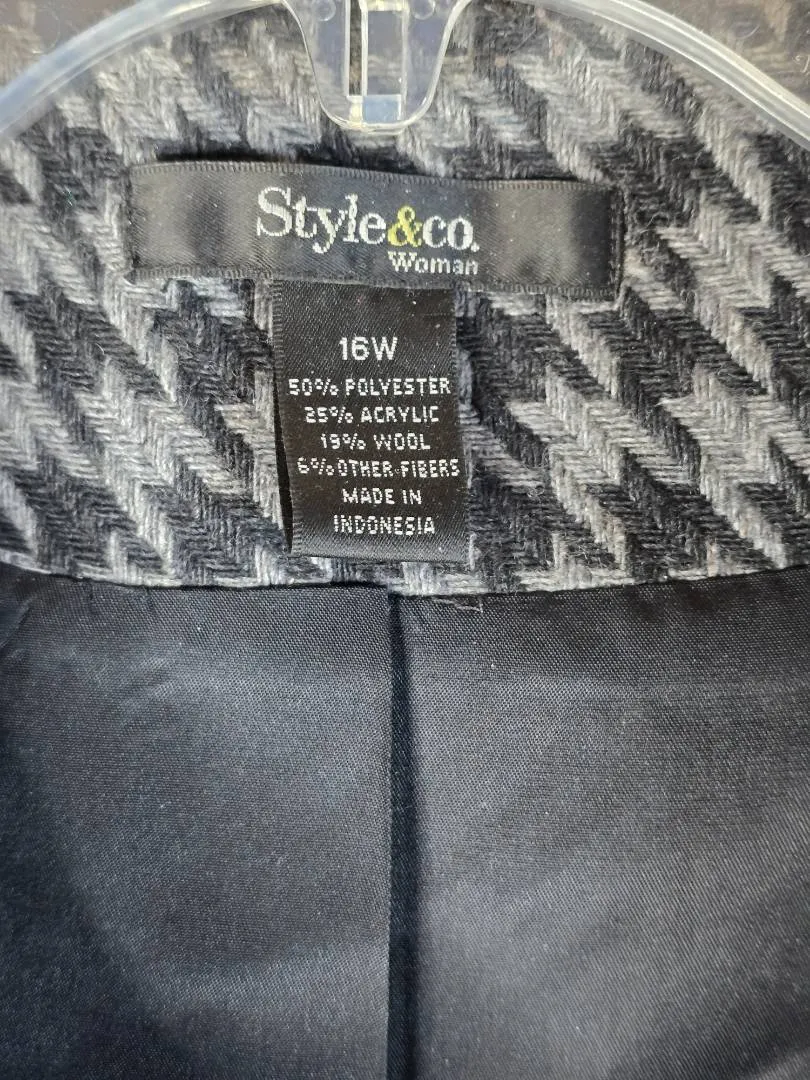 Style&co.
Woman
16W
50% POLYESTER
25% ACRYLIC
19% WOOL
6% OTHER FIBERS
MADE IN
INDONESIA